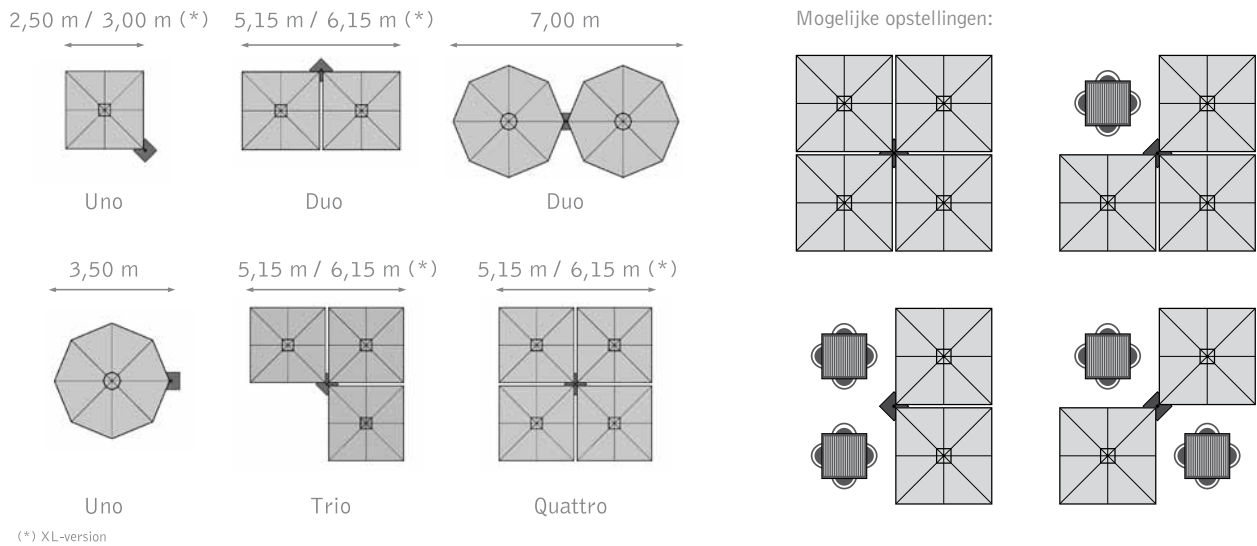 2,50 m / 3,00 m (*)
5,15 m / 6,15 m (*)
7,00 m
Uno
Duo
Duo
3,50 m
5,15 m / 6,15 m (*)
5,15 m / 6,15 m (*)
Uno
Trio
Quattro
(*) XL-version
Mogelijke opstellingen: